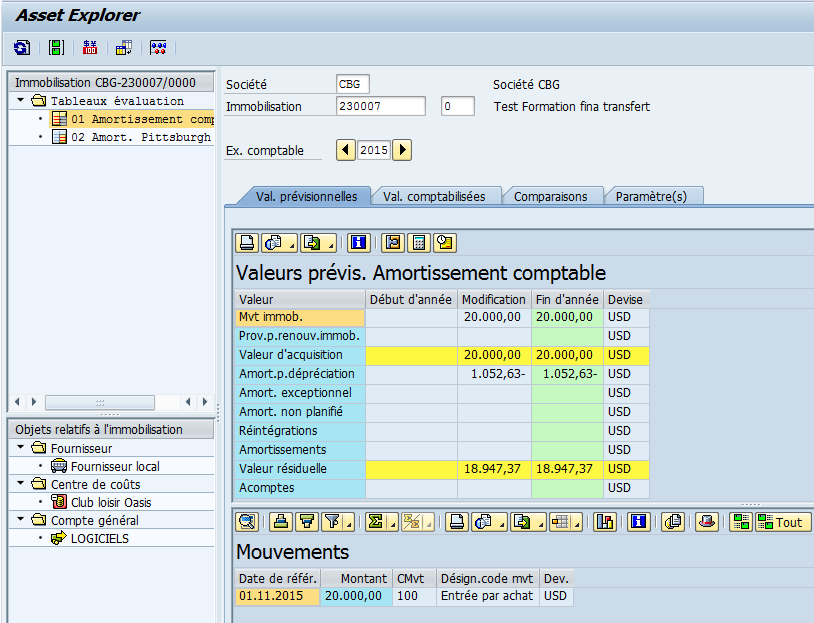 Asset Explorer
Immobilisation CBG-230007/0000
Tableaux évaluation
01 Amortissement comp
02 Amort. Pittsburgh
Objets relatifs à l'immobilisation
Fournisseur
Fournisseur local
Centre de coûts
Club loisir Oasis
Compte général
LOGICIELS
Société CBG Société CBG
Immobilisation 230007 0 Test Formation fina transfert
Ex. comptable 2015
Val. prévisionnelles Val. comptabilisées Comparaisons Paramètre(s)
Valeurs prévis. Amortissement comptable
Valeur Début d'année Modification Fin d'année Devise
Mvt immob. 20.000,00 20.000,00 USD
Prov.p.renouv.immob. USD
Valeur d'acquisition 20.000,00 20.000,00 USD
Amort.p.dépréciation 1.052,63- 1.052,63- USD
Amort. exceptionnel USD
Amort. non planifié USD
Réintégrations USD
Amortissements USD
Valeur résiduelle 18.947,37 18.947,37 USD
Acomptes USD
Tout
Mouvements
Date de référ. Montant CMvt Désign.code mvt Dev.
01.11.2015 20.000,00 100 Entrée par achat USD